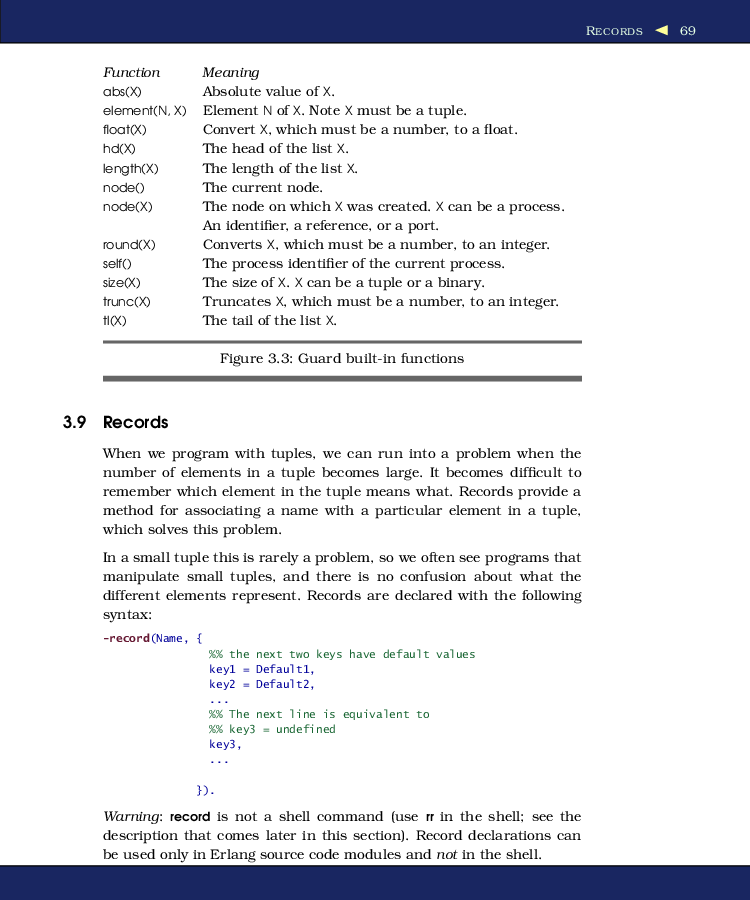 RECORDS ◀ 69
Function Meaning
abs(X) Absolute value of X.
element(N, X) Element N of X. Note X must be a tuple.
float(X) Convert X, which must be a number, to a float.
hd(X) The head of the list X.
length(X) The length of the list X.
node() The current node.
node(X) The node on which X was created. X can be a process.
An identifier, a reference, or a port.
round(X) Converts X, which must be a number, to an integer.
self() The process identifier of the current process.
size(X) The size of X. X can be a tuple or a binary.
trunc(X) Truncates X, which must be a number, to an integer.
tl(X) The tail of the list X.
Figure 3.3: Guard built-in functions
3.9 Records
When we program with tuples, we can run into a problem when the
number of elements in a tuple becomes large. It becomes difficult to
remember which element in the tuple means what. Records provide a
method for associating a name with a particular element in a tuple,
which solves this problem.
In a small tuple this is rarely a problem, so we often see programs that
manipulate small tuples, and there is no confusion about what the
different elements represent. Records are declared with the following
syntax:
-record(Name, {
%% the next two keys have default values
key1 = Default1,
key2 = Default2,
...
%% The next line is equivalent to
%% key3 = undefined
key3,
...
}).
Warning: record is not a shell command (use rr in the shell; see the
description that comes later in this section). Record declarations can
be used only in Erlang source code modules and not in the shell.